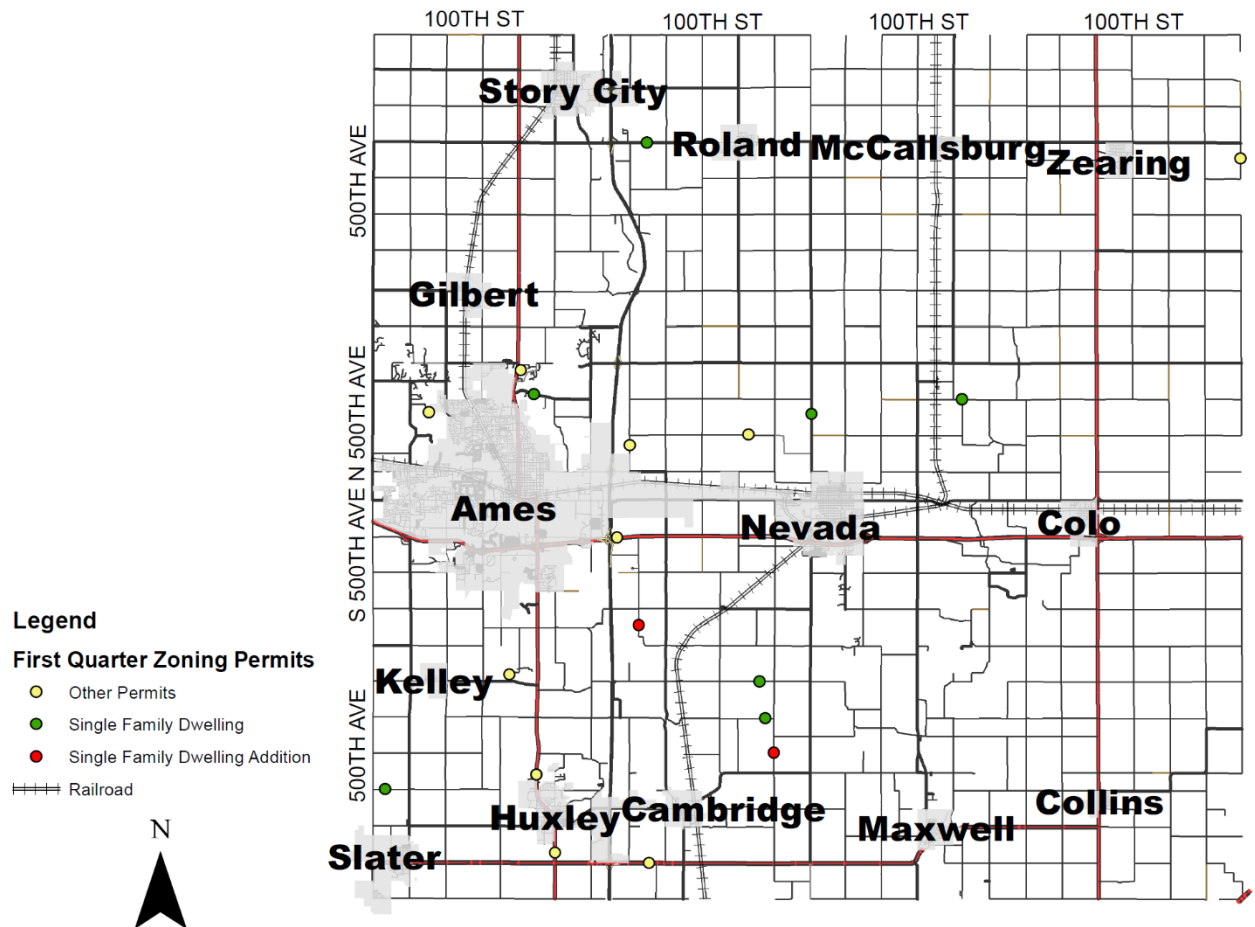 100TH ST
100TH ST
100TH ST
100TH ST
500TH AVE
Story City
Roland
McCallsburg
Zearing
Gilbert
N 500TH AVE
S 500TH AVE
Ames
Nevada
Colo
Kelley
500TH AVE
Huxley
Cambridge
Maxwell
Collins
Slater
Legend
First Quarter Zoning Permits
Other Permits
Single Family Dwelling
Single Family Dwelling Addition
Railroad
N